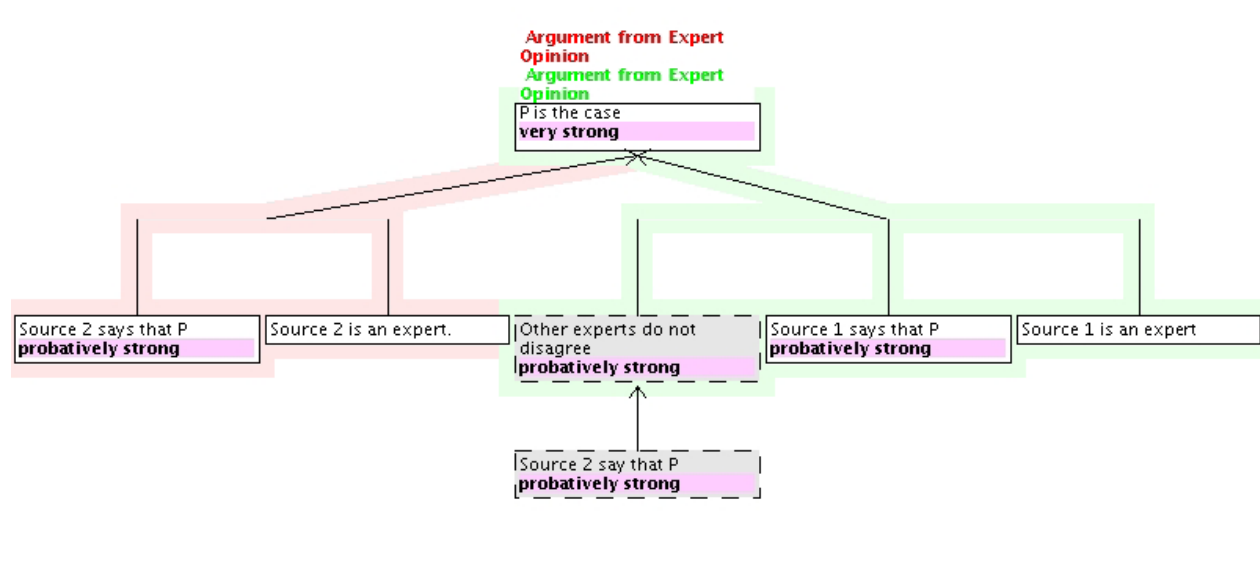 Argument from Expert
Opinion
Argument from Expert
Opinion
P is the case
very strong
Source 2 says that P
probatively strong
Source 2 is an expert.
Other experts do not
disagree
probatively strong
Source 1 says that P
probatively strong
Source 1 is an expert
Source 2 say that P
probatively strong